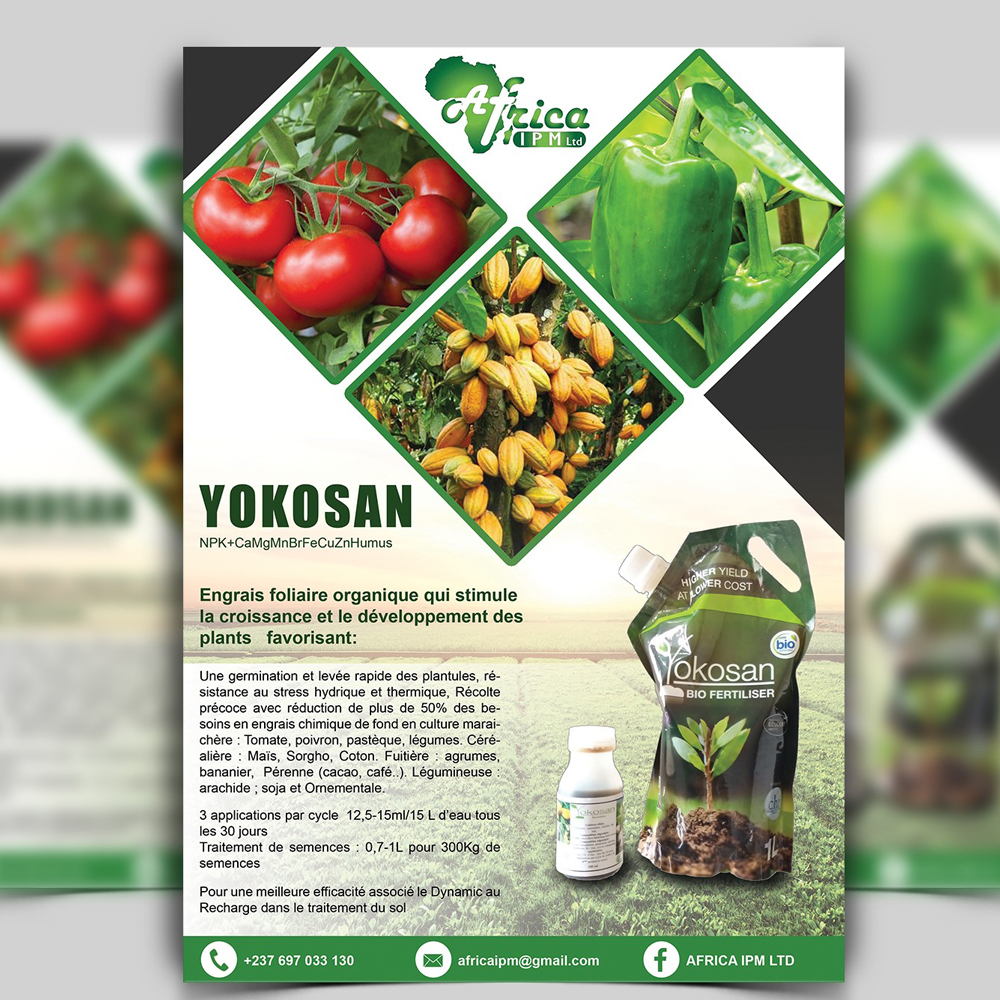 Africa
IPM Ltd
YOKOSAN
NPK+CaMgMnBrFeCuZnHumus
Engrais foliaire organique qui stimule
la croissance et le développement des
plants favorisant:
Une germination et levée rapide des plantules, ré-
sistance au stress hydrique et thermique, Récolte
précoce avec réduction de plus de 50% des be-
soins en engrais chimique de fond en culture marai-
chère : Tomate, poivron, pastèque, légumes. Céré-
alière : Maïs, Sorgho, Coton. Fuitière : agrumes,
bananier, Pérenne (cacao, café..). Légumineuse :
arachide ; soja et Ornementale.
3 applications par cycle 12,5-15ml/15 L d'eau tous
les 30 jours
Traitement de semences : 0,7-1L pour 300Kg de
semences
Pour une meilleure efficacité associé le Dynamic au
Recharge dans le traitement du sol
HIGHER YIELD
AT LOWER COST
bio
Yokosan
BIO FERTILISER
1L
YOKOSAN
+237 697 033 130
africaipm@gmail.com
AFRICA IPM LTD